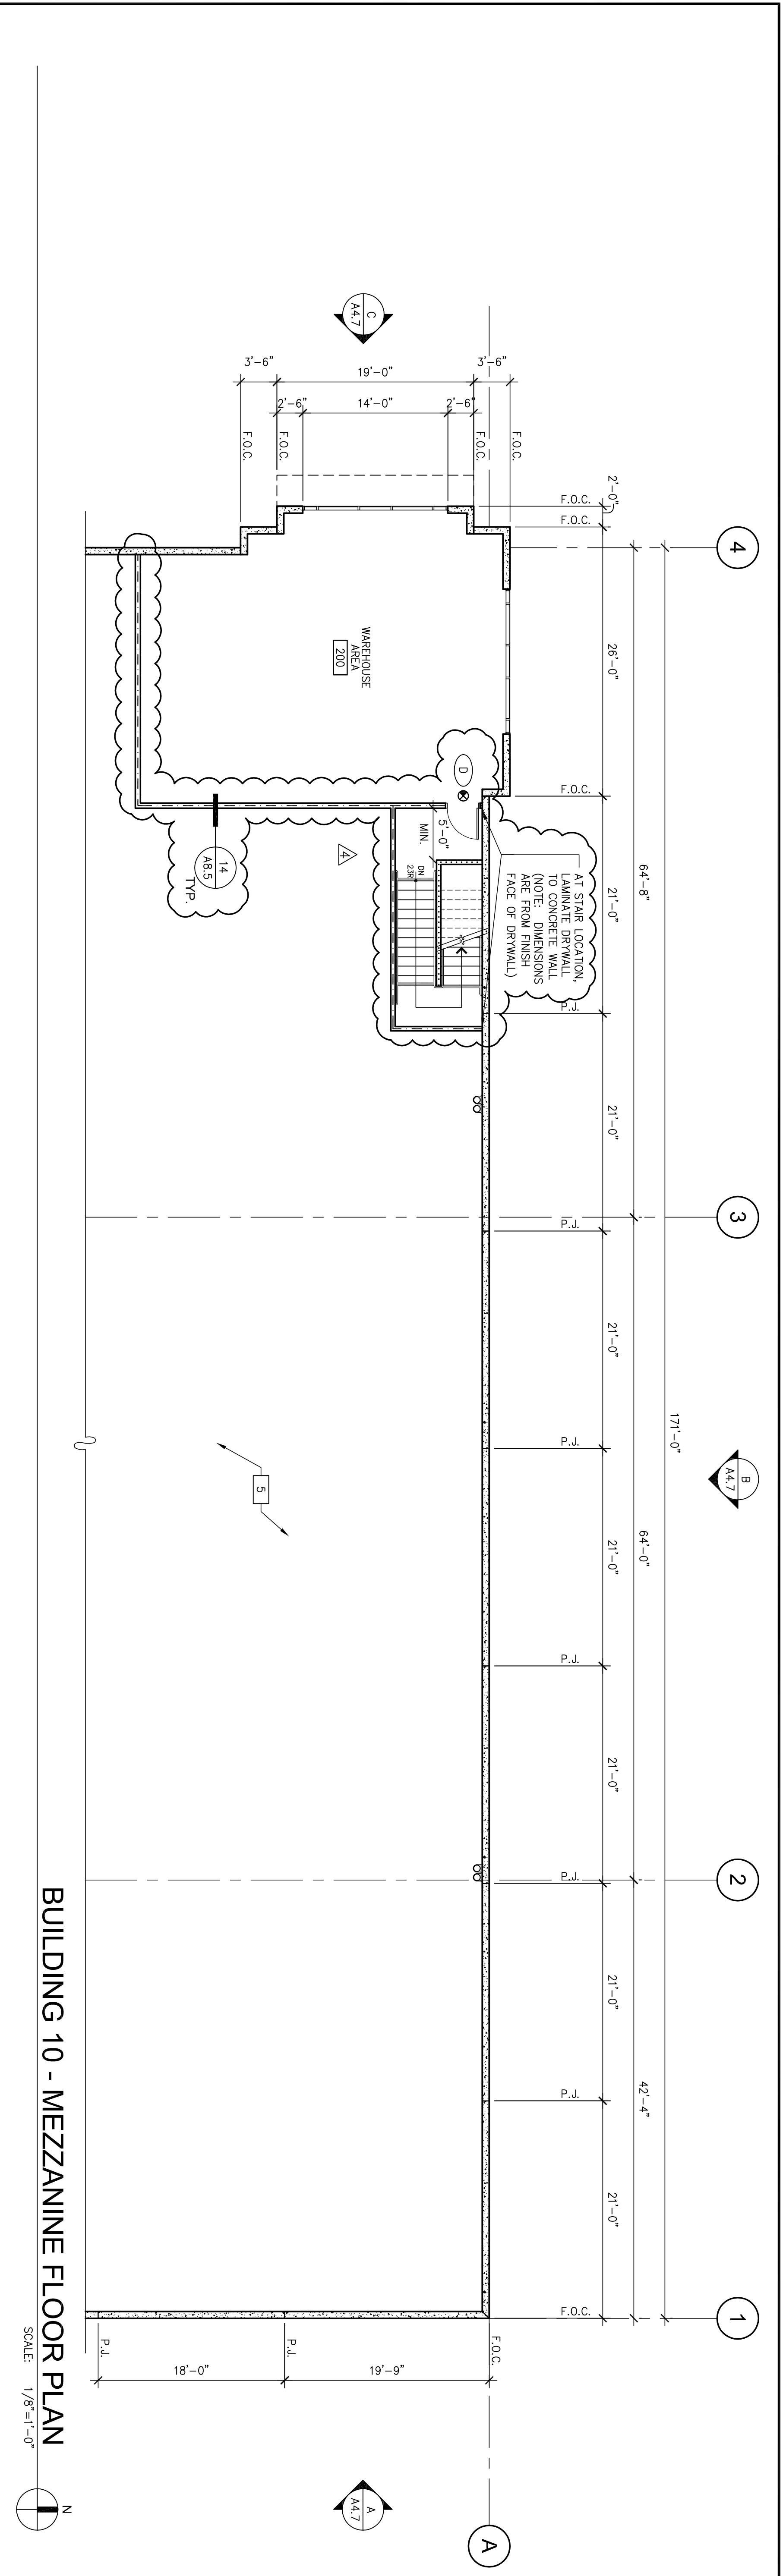 4
3
2
1
171'-0"
64'-8"
64'-0"
42'-4"
2'-0"
26'-0"
21'-0"
21'-0"
21'-0"
21'-0"
21'-0"
21'-0"
21'-0"
F.O.C.
F.O.C.
F.O.C.
P.J.
P.J.
P.J.
P.J.
P.J.
P.J.
F.O.C.
B
A4.7
C
A4.7
A
A4.7
A
3'-6"
19'-0"
3'-6"
2'-6"
14'-0"
2'-6"
F.O.C.
F.O.C.
F.O.C.
F.O.C.
AT STAIR LOCATION,
LAMINATE DRYWALL
TO CONCRETE WALL
(NOTE: DIMENSIONS
ARE FROM FINISH
FACE OF DRYWALL)
WAREHOUSE
AREA
200
D
5'-0"
MIN.
DN
23R
4
14
A8.5
TYP.
5
F.O.C.
19'-9"
P.J.
18'-0"
P.J.
BUILDING 10 - MEZZANINE FLOOR PLAN
SCALE: 1/8"=1'-0"
N